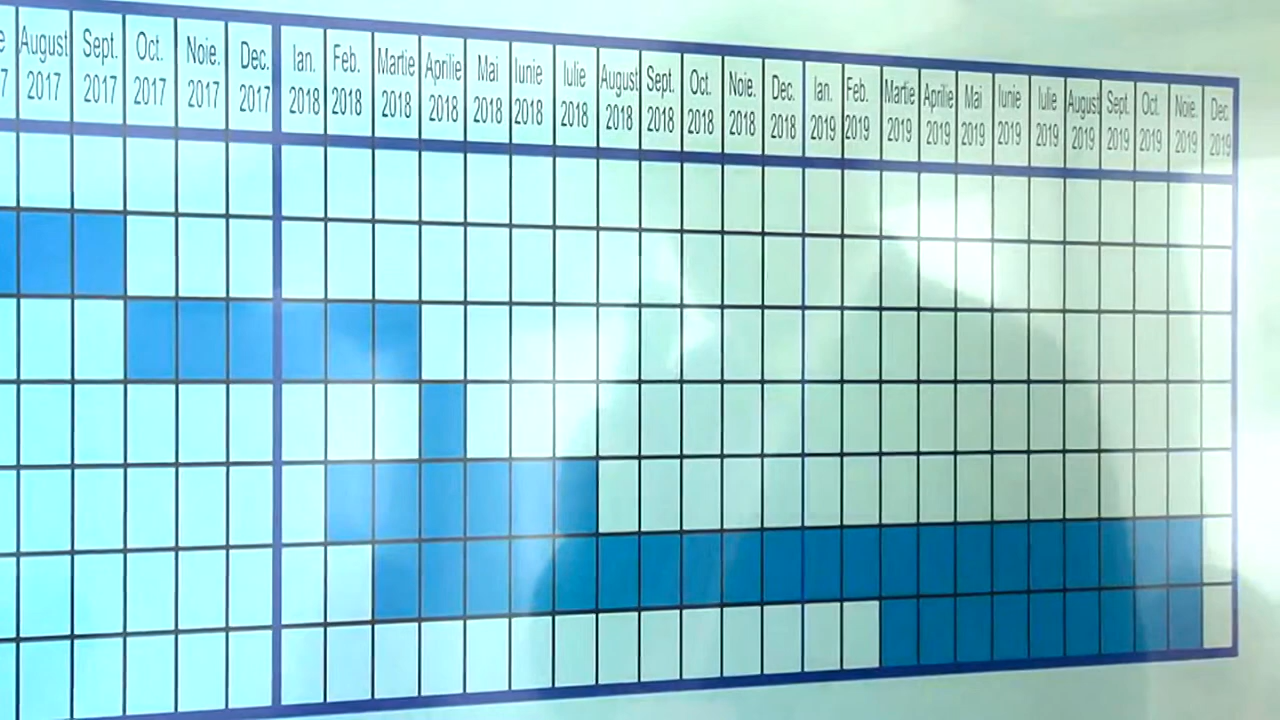 August Sept. Oct. Noie. Dec. Ian. Feb. Martie Aprilie Mai Iunie Iulie August Sept. Oct. Noie. Dec. Ian. Feb. Martie Aprilie Mai Iunie Iulie August Sept. Oct. Noie. Dec.
2017 2017 2017 2017 2017 2018 2018 2018 2018 2018 2018 2018 2018 2018 2018 2018 2018 2019 2019 2019 2019 2019 2019 2019 2019 2019 2019 2019 2019